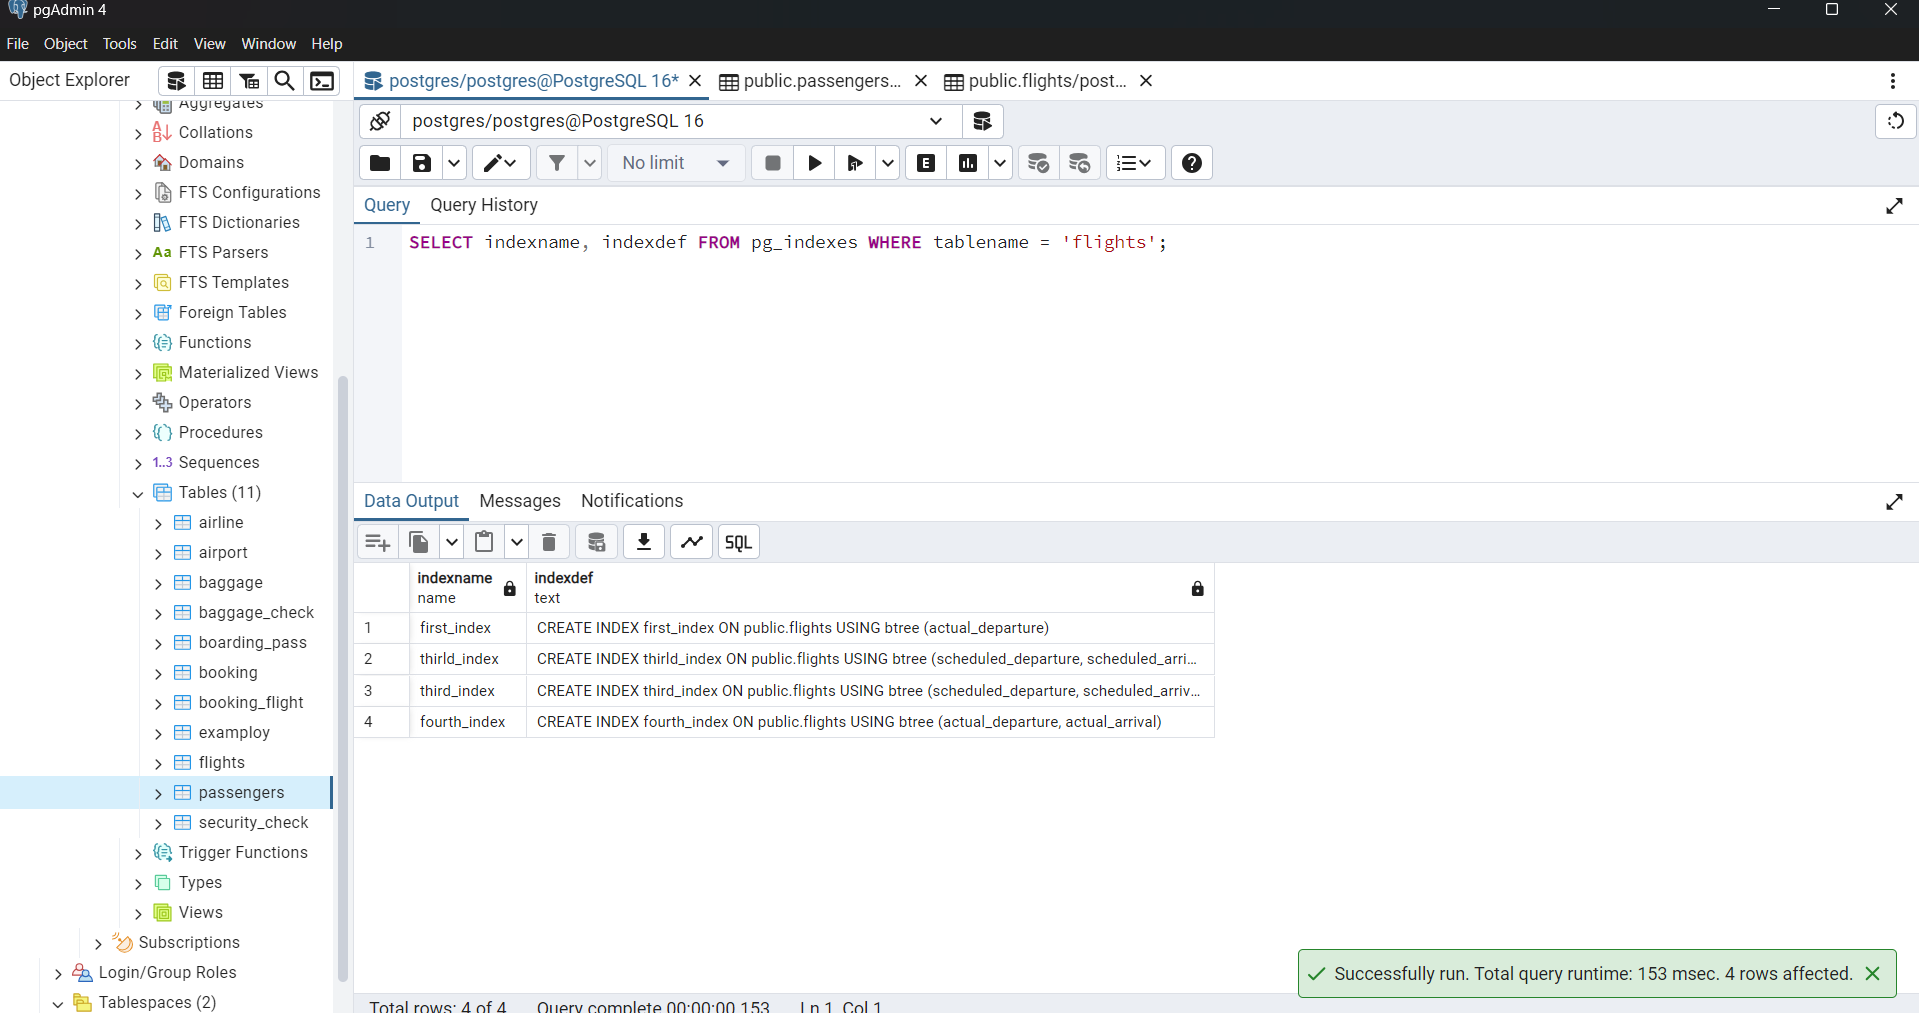 pgAdmin 4
File Object Tools Edit View Window Help
Object Explorer
postgres/postgres@PostgreSQL 16*
public.passengers...
public.flights/post...
postgres/postgres@PostgreSQL 16
No limit
E
Query Query History
1 SELECT indexname, indexdef FROM pg_indexes WHERE tablename = 'flights';
Aggregates
Collations
Domains
FTS Configurations
FTS Dictionaries
Aa FTS Parsers
FTS Templates
Foreign Tables
Functions
Materialized Views
Operators
Procedures
1..3 Sequences
Tables (11)
airline
airport
baggage
baggage_check
boarding_pass
booking
booking_flight
examploy
flights
passengers
security_check
Trigger Functions
Types
Views
Subscriptions
Login/Group Roles
Tablespaces (2)
Data Output Messages Notifications
SQL
indexname indexdef
name text
1 first_index CREATE INDEX first_index ON public.flights USING btree (actual_departure)
2 thirld_index CREATE INDEX thirld_index ON public.flights USING btree (scheduled_departure, scheduled_arri...
3 third_index CREATE INDEX third_index ON public.flights USING btree (scheduled_departure, scheduled_arriv...
4 fourth_index CREATE INDEX fourth_index ON public.flights USING btree (actual_departure, actual_arrival)
Successfully run. Total query runtime: 153 msec. 4 rows affected.
Total rows: 4 of 4 Query complete 00:00:00.153 Ln 1, Col 1